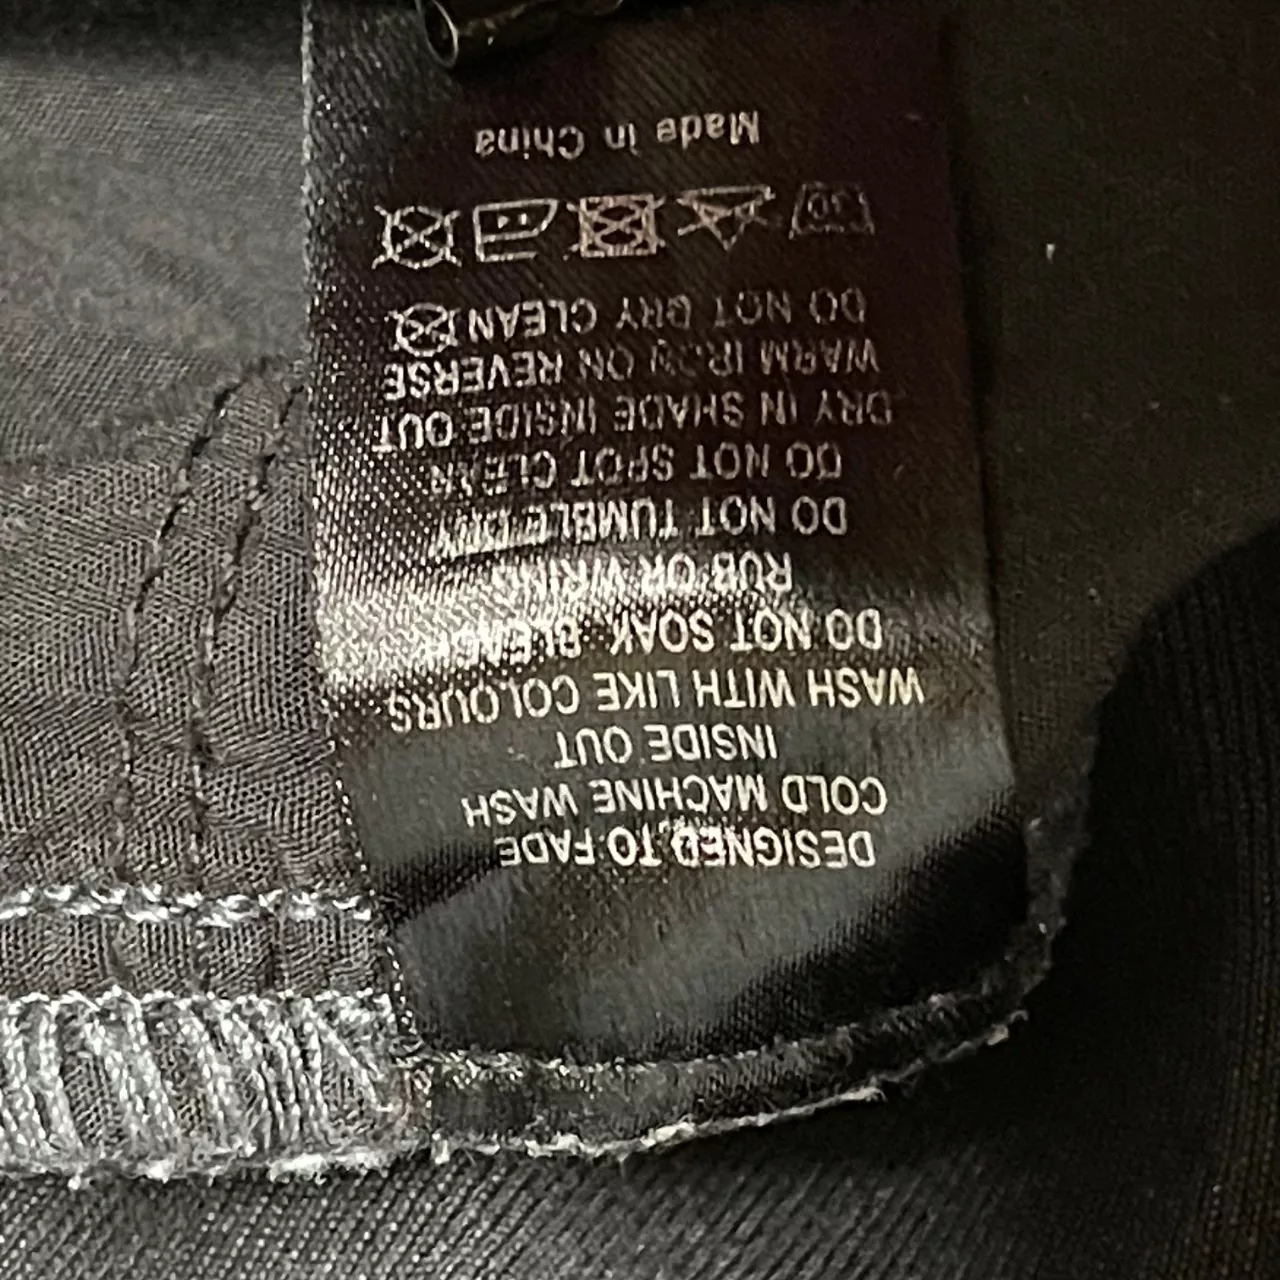 DESIGNED TO FADE
COLD MACHINE WASH
INSIDE OUT
WASH WITH LIKE COLOURS
DO NOT SOAK, BLEACH,
RUB OR WRING
DO NOT TUMBLE DRY
DO NOT SPOT CLEAN
DRY IN SHADE INSIDE OUT
WARM IRON ON REVERSE
DO NOT DRY CLEAN
30
Made in China